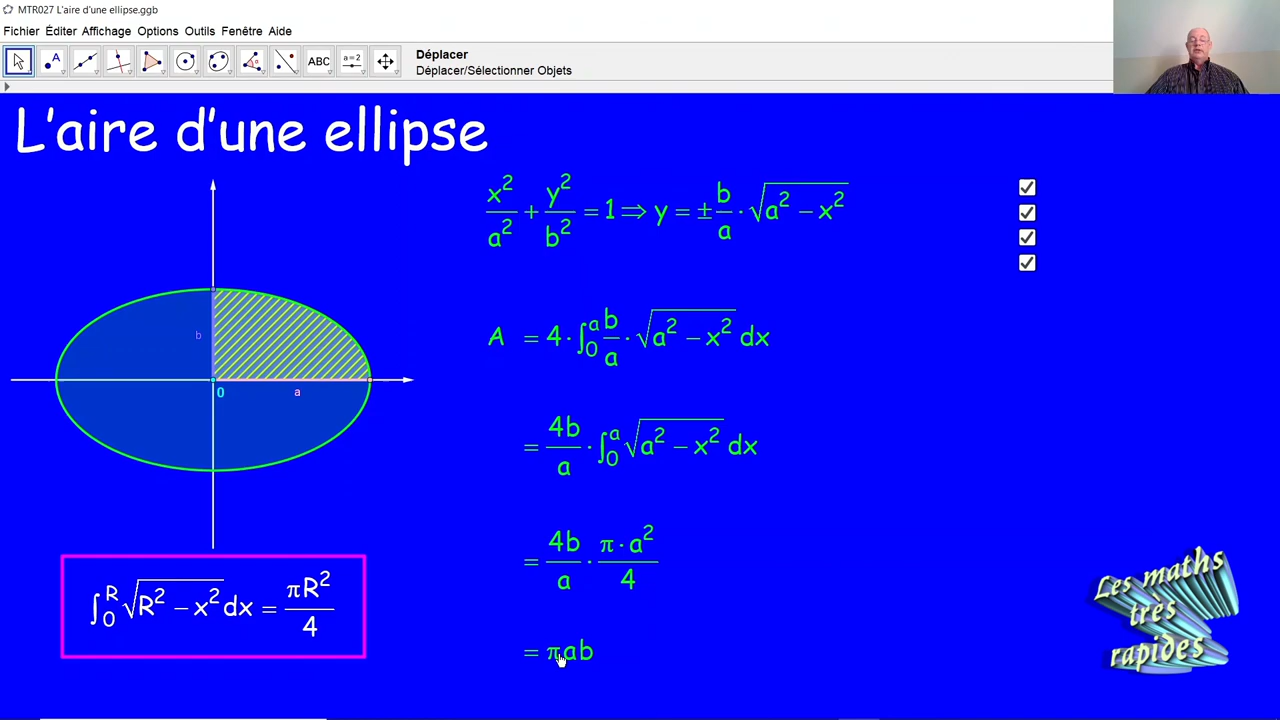 MTR027 L'aire d'une ellipse.ggb
Fichier Éditer Affichage Options Outils Fenêtre Aide
A ABC a=2 Déplacer
Déplacer/Sélectionner Objets
L'aire d'une ellipse
x²/a² + y²/b² = 1 ⇒ y = ± b/a · √(a² − x²)
A = 4 · ∫₀ᵃ b/a · √(a² − x²) dx
= 4b/a · ∫₀ᵃ √(a² − x²) dx
= 4b/a · π · a²/4
= πab
b
0 a
∫₀ᴿ √(R² − x²) dx = πR²/4
Les maths
très
rapides